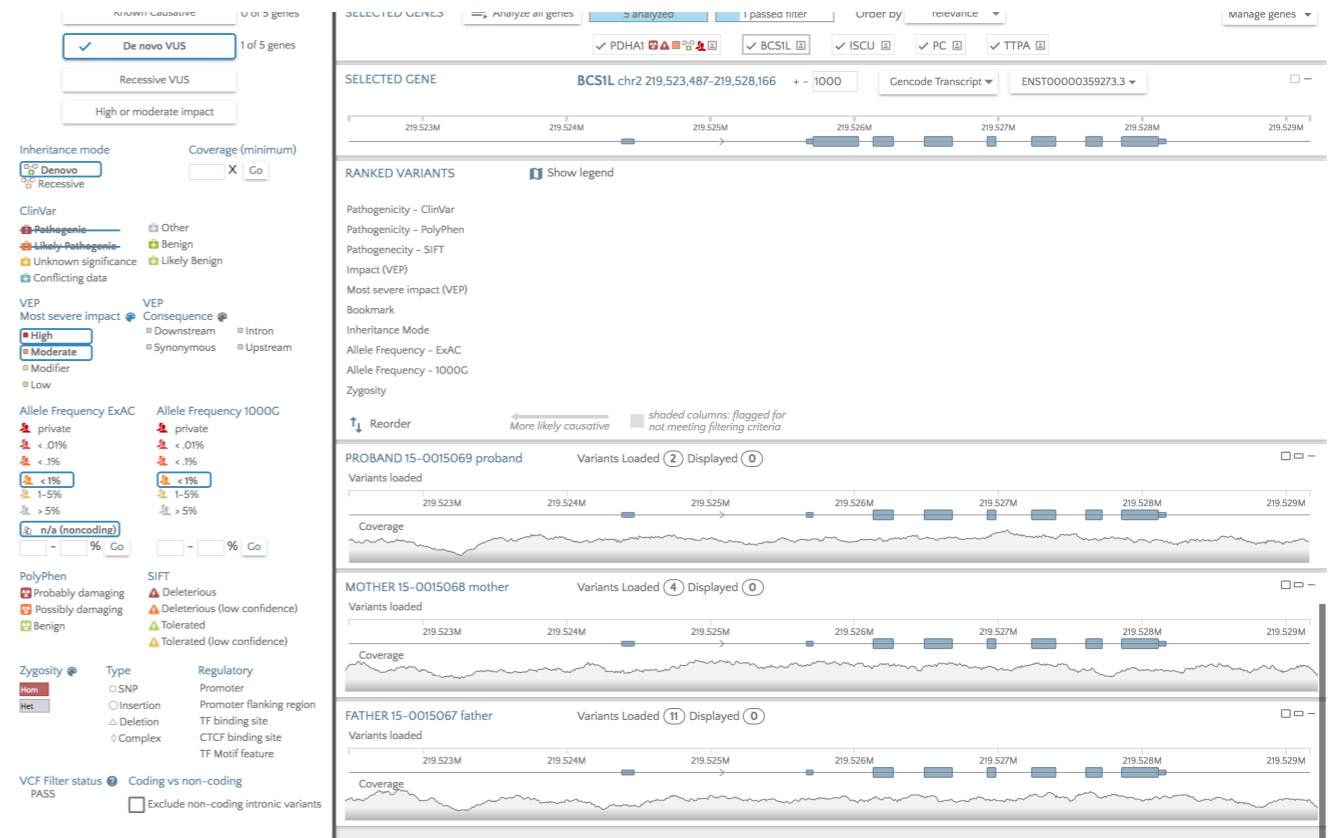 Known Causative 0 of 5 genes
De novo VUS 1 of 5 genes
Recessive VUS
High or moderate impact
Inheritance mode Coverage (minimum)
Denovo X Go
Recessive
ClinVar
Pathogenic Other
Likely Pathogenic Benign
Unknown significance Likely Benign
Conflicting data
VEP VEP
Most severe impact Consequence
High Downstream Intron
Moderate Synonymous Upstream
Modifier
Low
Allele Frequency ExAC Allele Frequency 1000G
private private
< .01% < .01%
< .1% < .1%
< 1% < 1%
1-5% 1-5%
> 5% > 5%
n/a (noncoding)
- % Go - % Go
PolyPhen SIFT
Probably damaging Deleterious
Possibly damaging Deleterious (low confidence)
Benign Tolerated
Tolerated (low confidence)
Zygosity Type Regulatory
Hom SNP Promoter
Het Insertion Promoter flanking region
Deletion TF binding site
Complex CTCF binding site
TF Motif feature
VCF Filter status Coding vs non-coding
PASS
Exclude non-coding intronic variants
SELECTED GENES Analyze all genes 5 analyzed 1 passed filter Order by relevance Manage genes
PDHA1 BCS1L ISCU PC TTPA
SELECTED GENE BCS1L chr2 219,523,487-219,528,166 + - 1000 Gencode Transcript ENST00000359273.3
219.523M 219.524M 219.525M 219.526M 219.527M 219.528M 219.529M
RANKED VARIANTS Show legend
Pathogenicity - ClinVar
Pathogenicity - PolyPhen
Pathogenecity - SIFT
Impact (VEP)
Most severe impact (VEP)
Bookmark
Inheritance Mode
Allele Frequency - ExAC
Allele Frequency - 1000G
Zygosity
Reorder More likely causative shaded columns: flagged for
not meeting filtering criteria
PROBAND 15-0015069 proband Variants Loaded 2 Displayed 0
Variants loaded
219.523M 219.524M 219.525M 219.526M 219.527M 219.528M 219.529M
Coverage
MOTHER 15-0015068 mother Variants Loaded 4 Displayed 0
Variants loaded
219.523M 219.524M 219.525M 219.526M 219.527M 219.528M 219.529M
Coverage
FATHER 15-0015067 father Variants Loaded 11 Displayed 0
Variants loaded
219.523M 219.524M 219.525M 219.526M 219.527M 219.528M 219.529M
Coverage